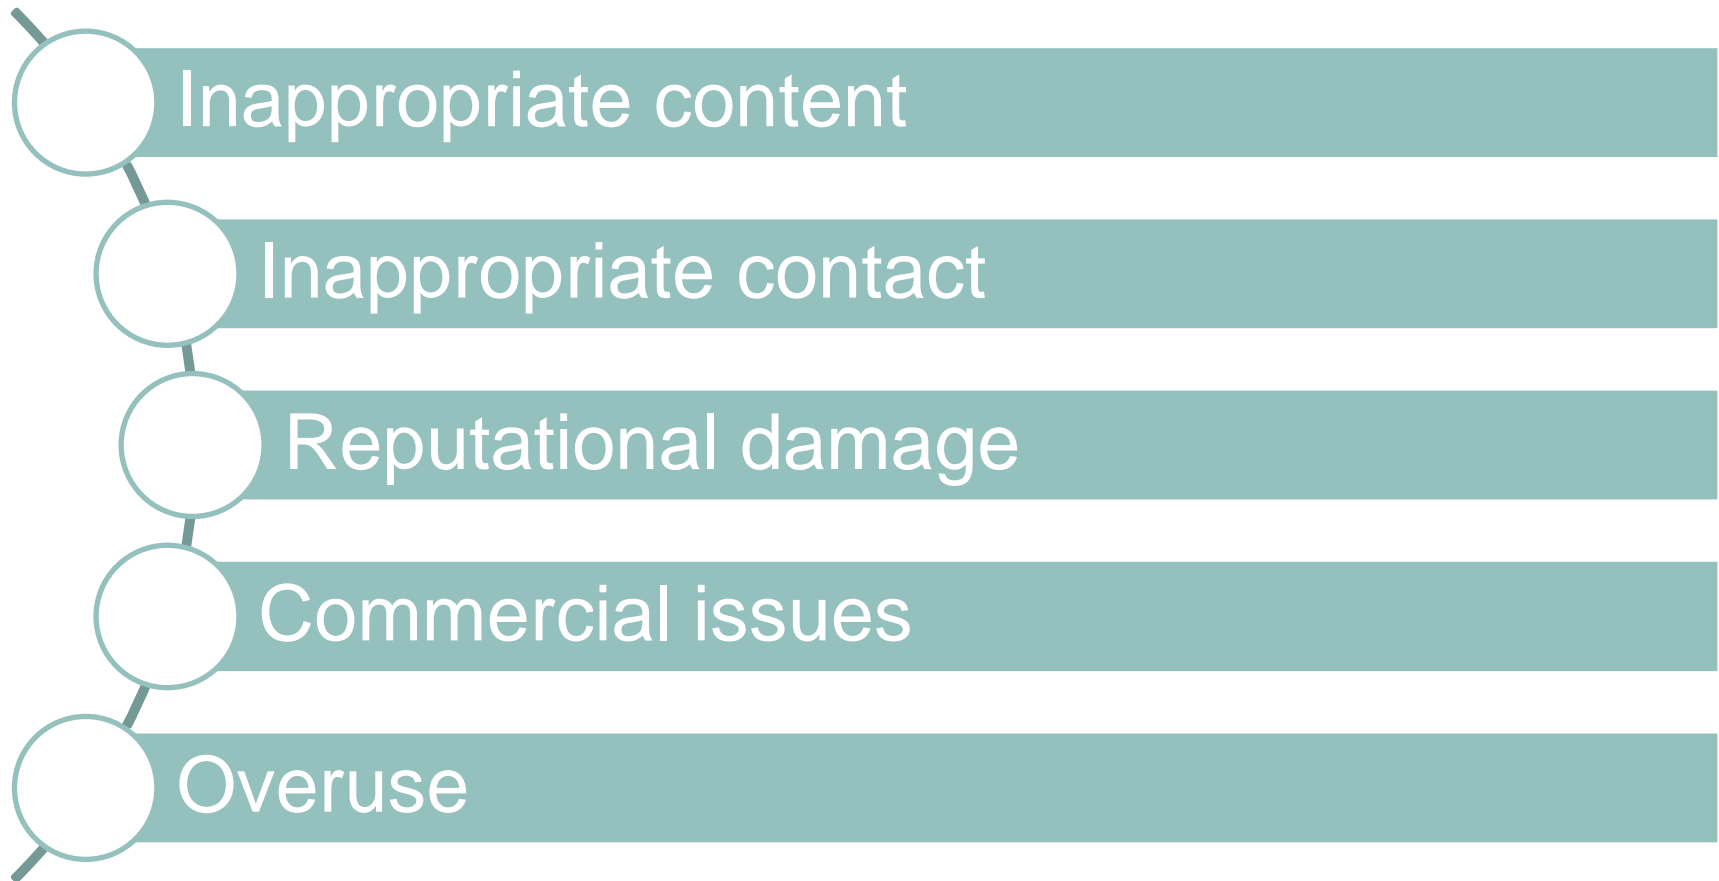 Inappropriate content
Inappropriate contact
Reputational damage
Commercial issues
Overuse